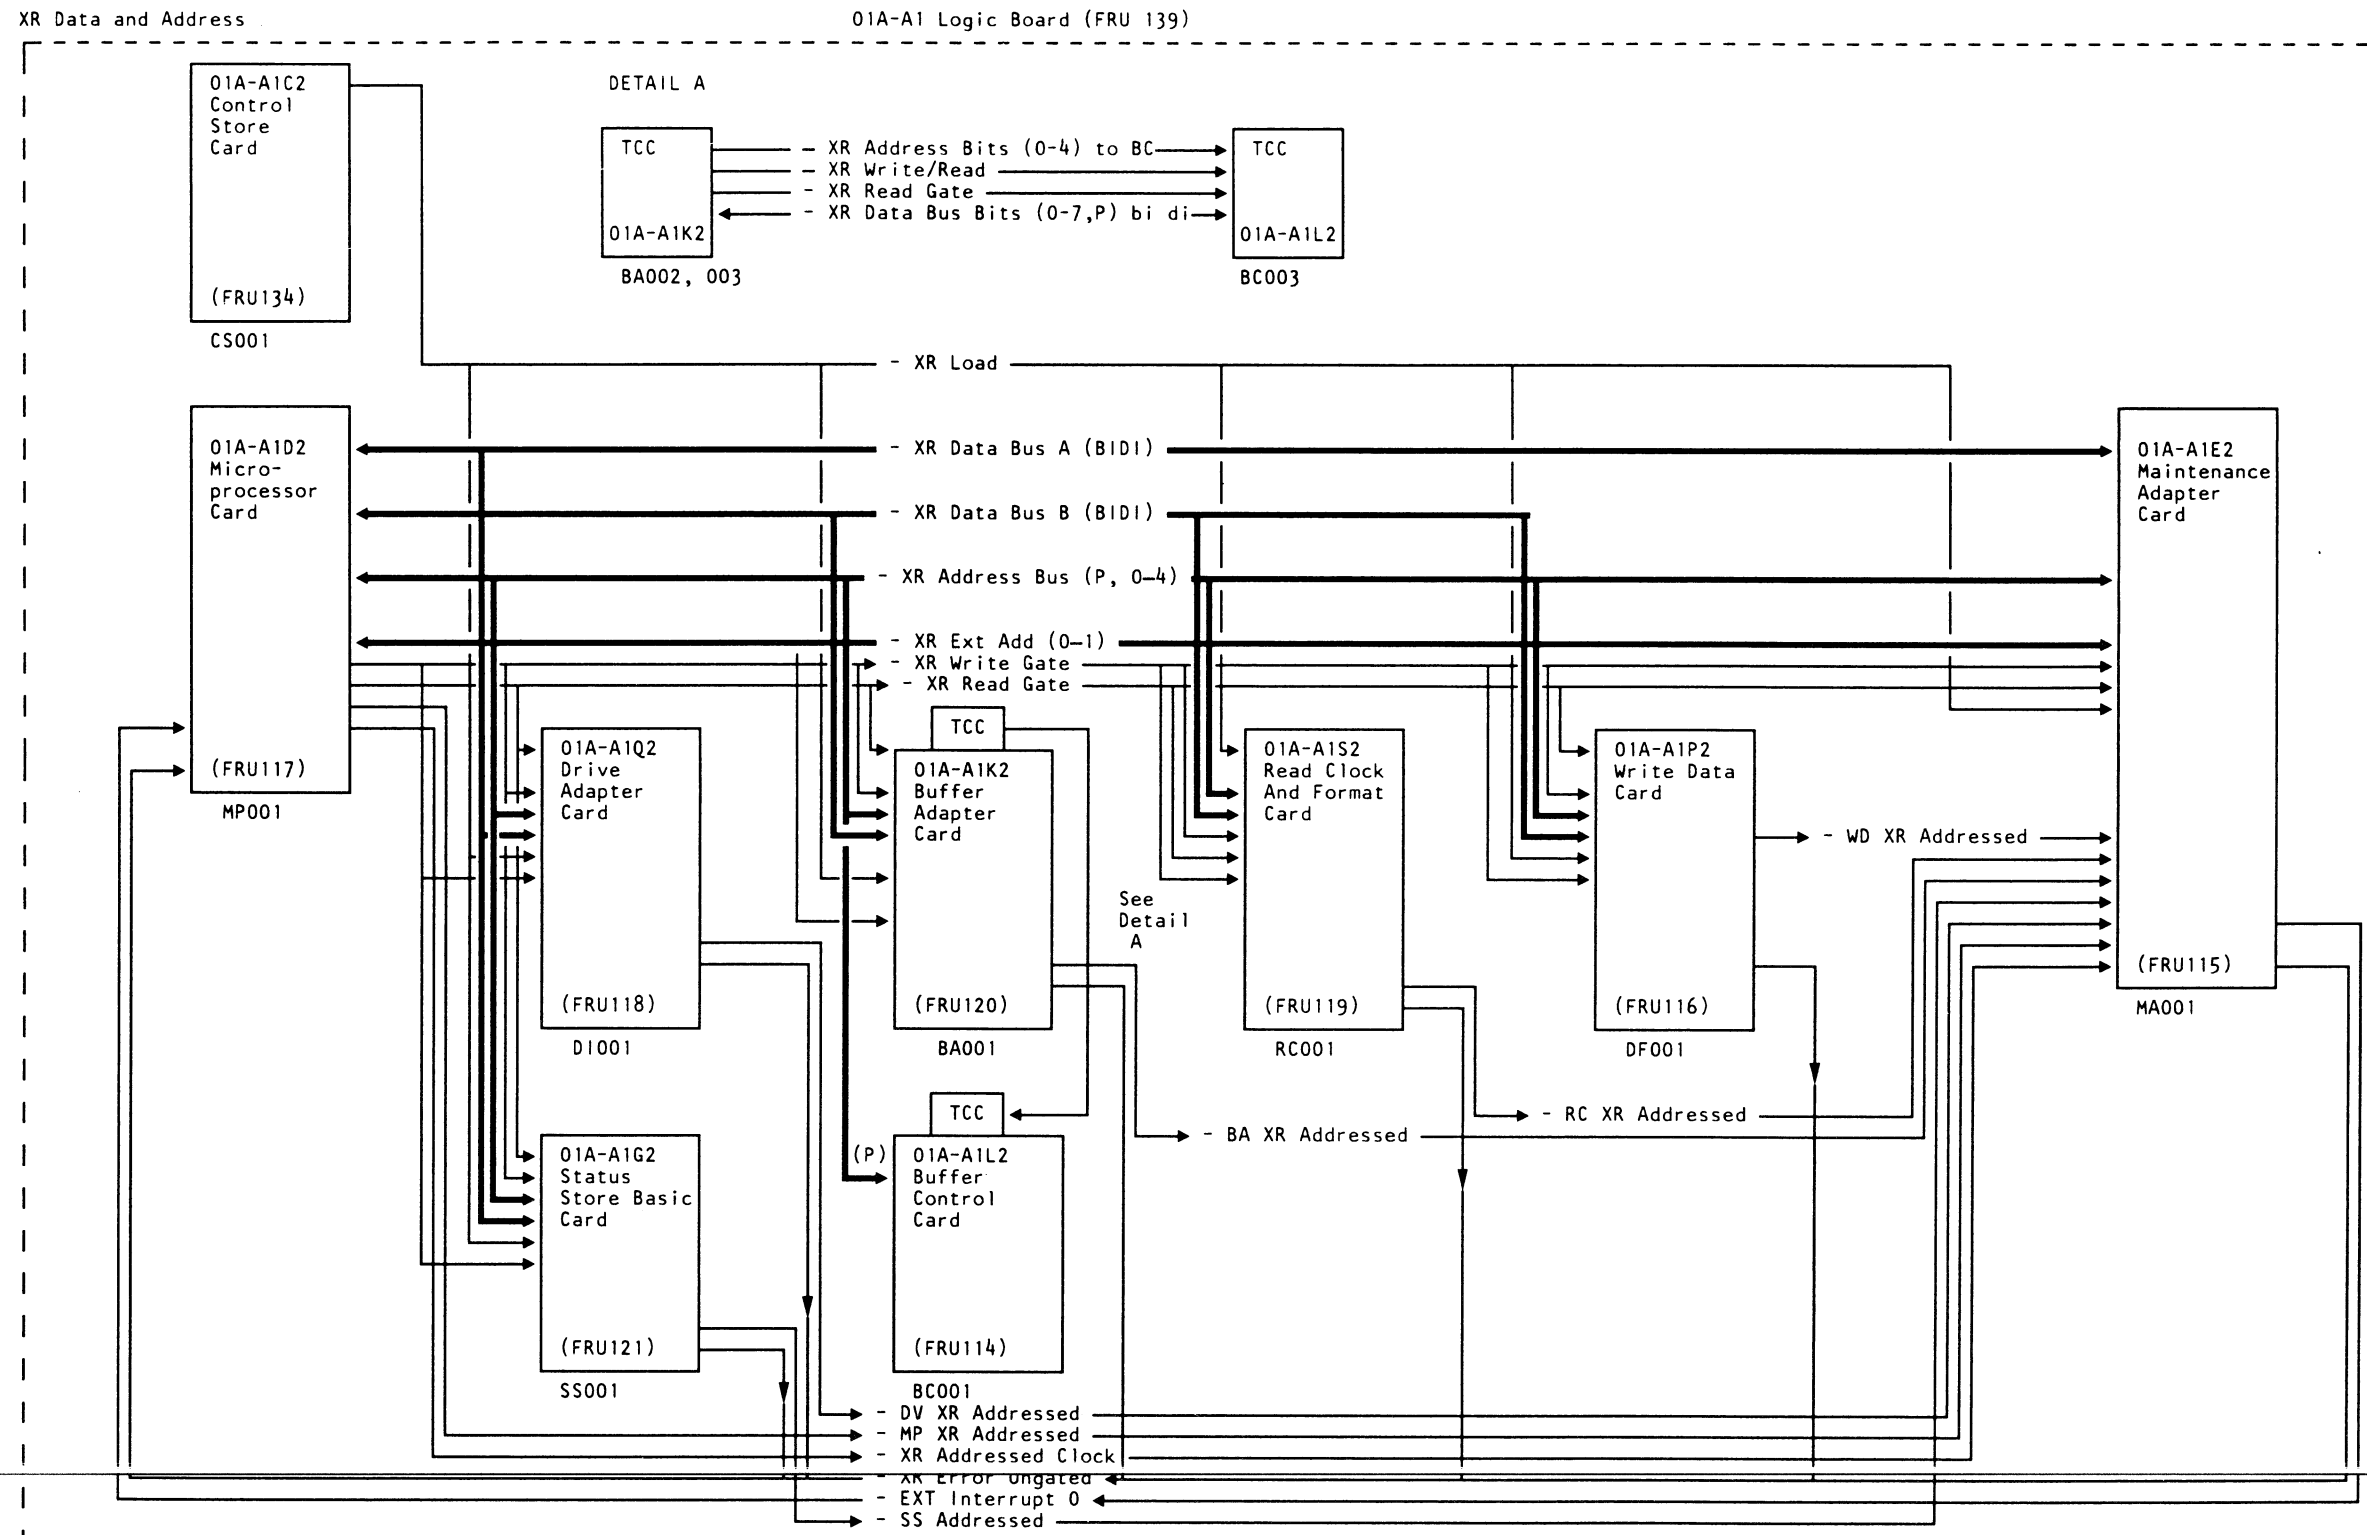 XR Data and Address
01A-A1 Logic Board (FRU 139)
01A-A1C2
Control
Store
Card
(FRU134)
CS001
DETAIL A
TCC
01A-A1K2
BA002, 003
- XR Address Bits (0-4) to BC
- XR Write/Read
- XR Read Gate
- XR Data Bus Bits (0-7,P) bi di
TCC
01A-A1L2
BC003
- XR Load
01A-A1D2
Micro-
processor
Card
(FRU117)
MP001
- XR Data Bus A (BIDI)
- XR Data Bus B (BIDI)
- XR Address Bus (P, 0-4)
- XR Ext Add (0-1)
- XR Write Gate
- XR Read Gate
01A-A1E2
Maintenance
Adapter
Card
(FRU115)
MA001
01A-A1Q2
Drive
Adapter
Card
(FRU118)
DI001
TCC
01A-A1K2
Buffer
Adapter
Card
(FRU120)
BA001
See
Detail
A
01A-A1S2
Read Clock
And Format
Card
(FRU119)
RC001
01A-A1P2
Write Data
Card
(FRU116)
DF001
- WD XR Addressed
- RC XR Addressed
- BA XR Addressed
01A-A1G2
Status
Store Basic
Card
(FRU121)
SS001
TCC
(P)
01A-A1L2
Buffer
Control
Card
(FRU114)
BC001
- DV XR Addressed
- MP XR Addressed
- XR Addressed Clock
- XR Error Ungated
- EXT Interrupt 0
- SS Addressed